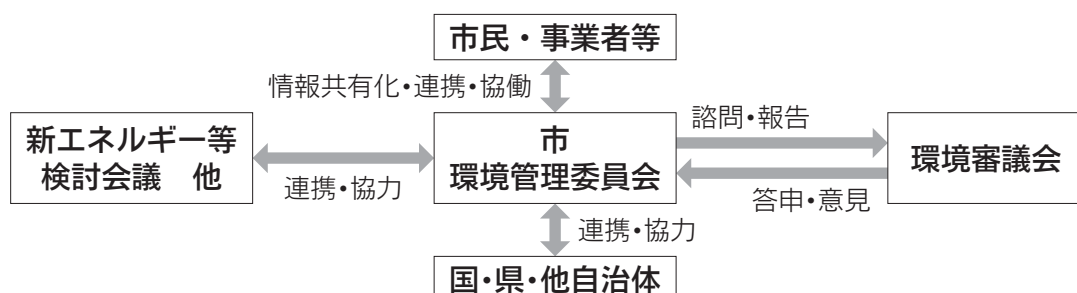 市民・事業者等
情報共有化・連携・協働
新エネルギー等
検討会議　他
連携・協力
市
環境管理委員会
諮問・報告
答申・意見
環境審議会
連携・協力
国・県・他自治体